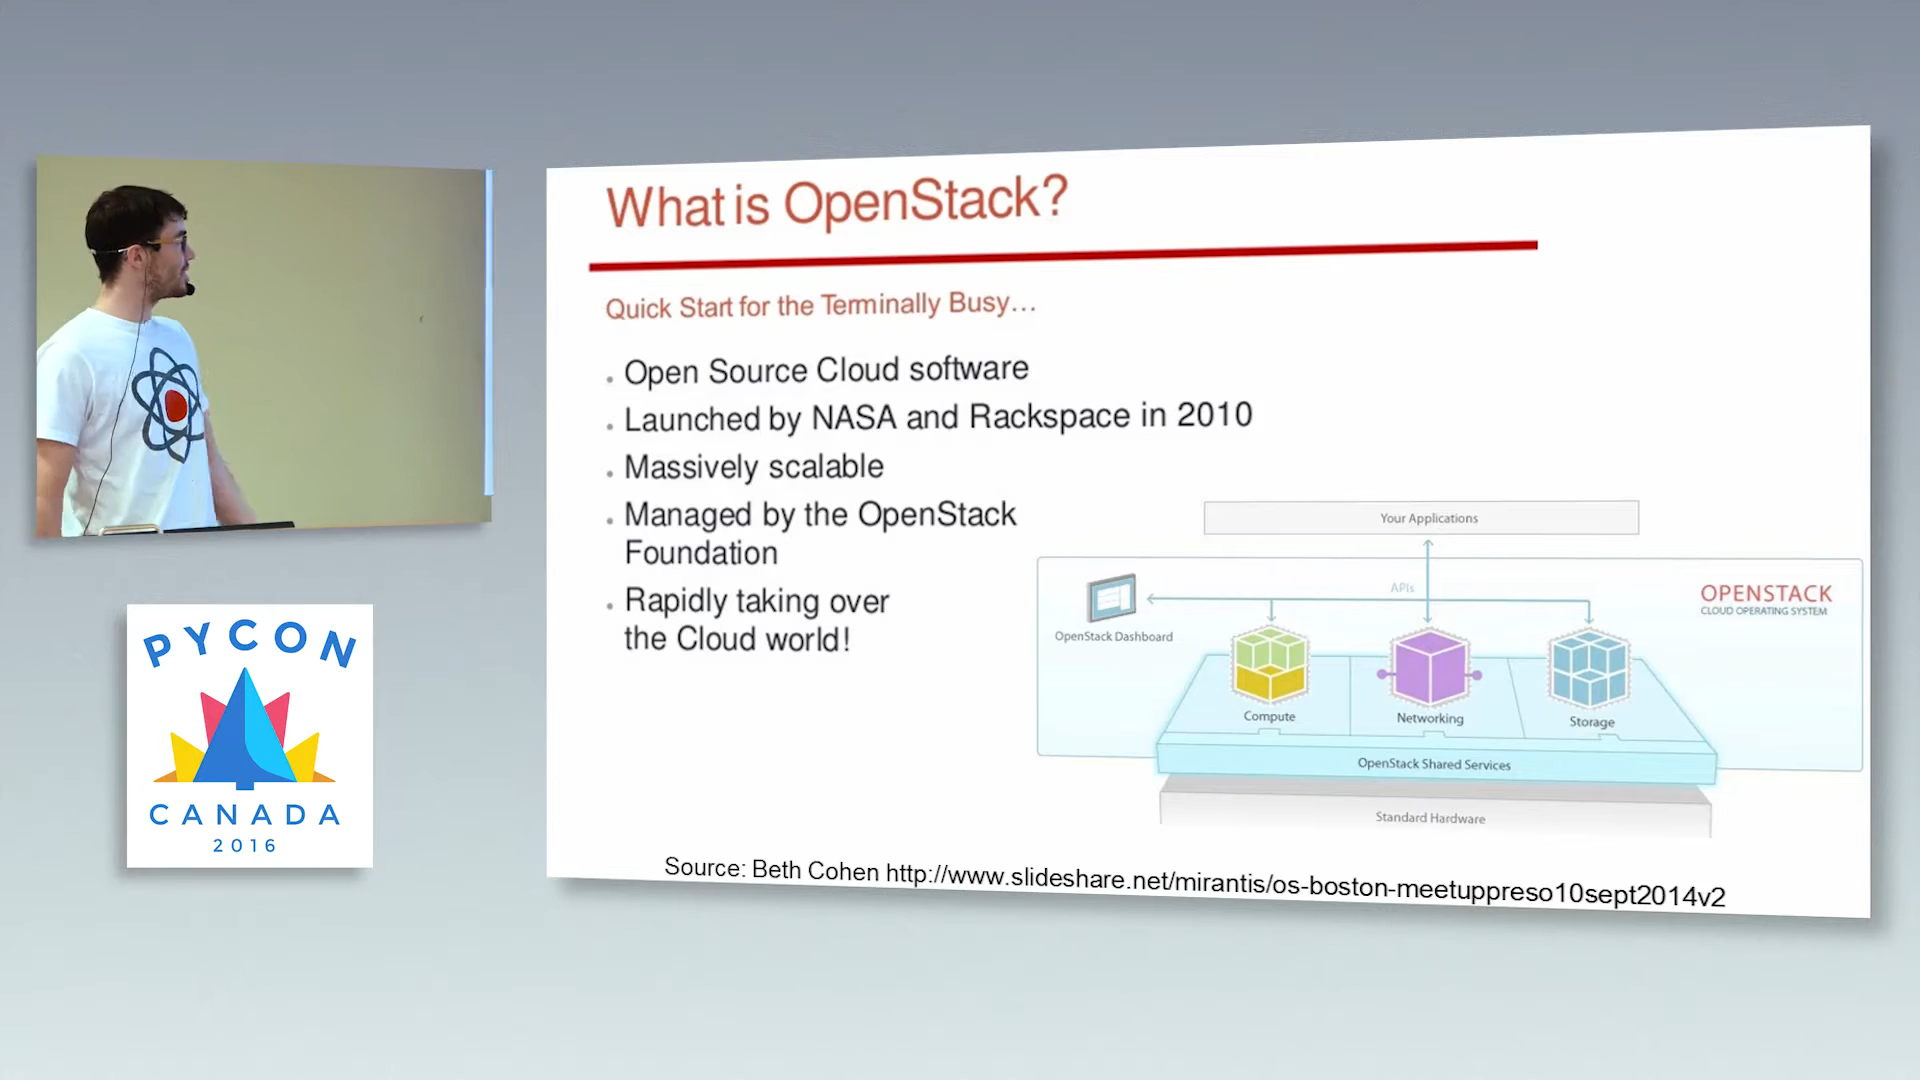 What is OpenStack?
Quick Start for the Terminally Busy...
Open Source Cloud software
Launched by NASA and Rackspace in 2010
Massively scalable
Managed by the OpenStack
Foundation
Rapidly taking over
the Cloud world!
Your Applications
APIs
OPENSTACK
CLOUD OPERATING SYSTEM
OpenStack Dashboard
Compute
Networking
Storage
OpenStack Shared Services
Standard Hardware
Source: Beth Cohen http://www.slideshare.net/mirantis/os-boston-meetuppreso10sept2014v2
PYCON
CANADA
2016